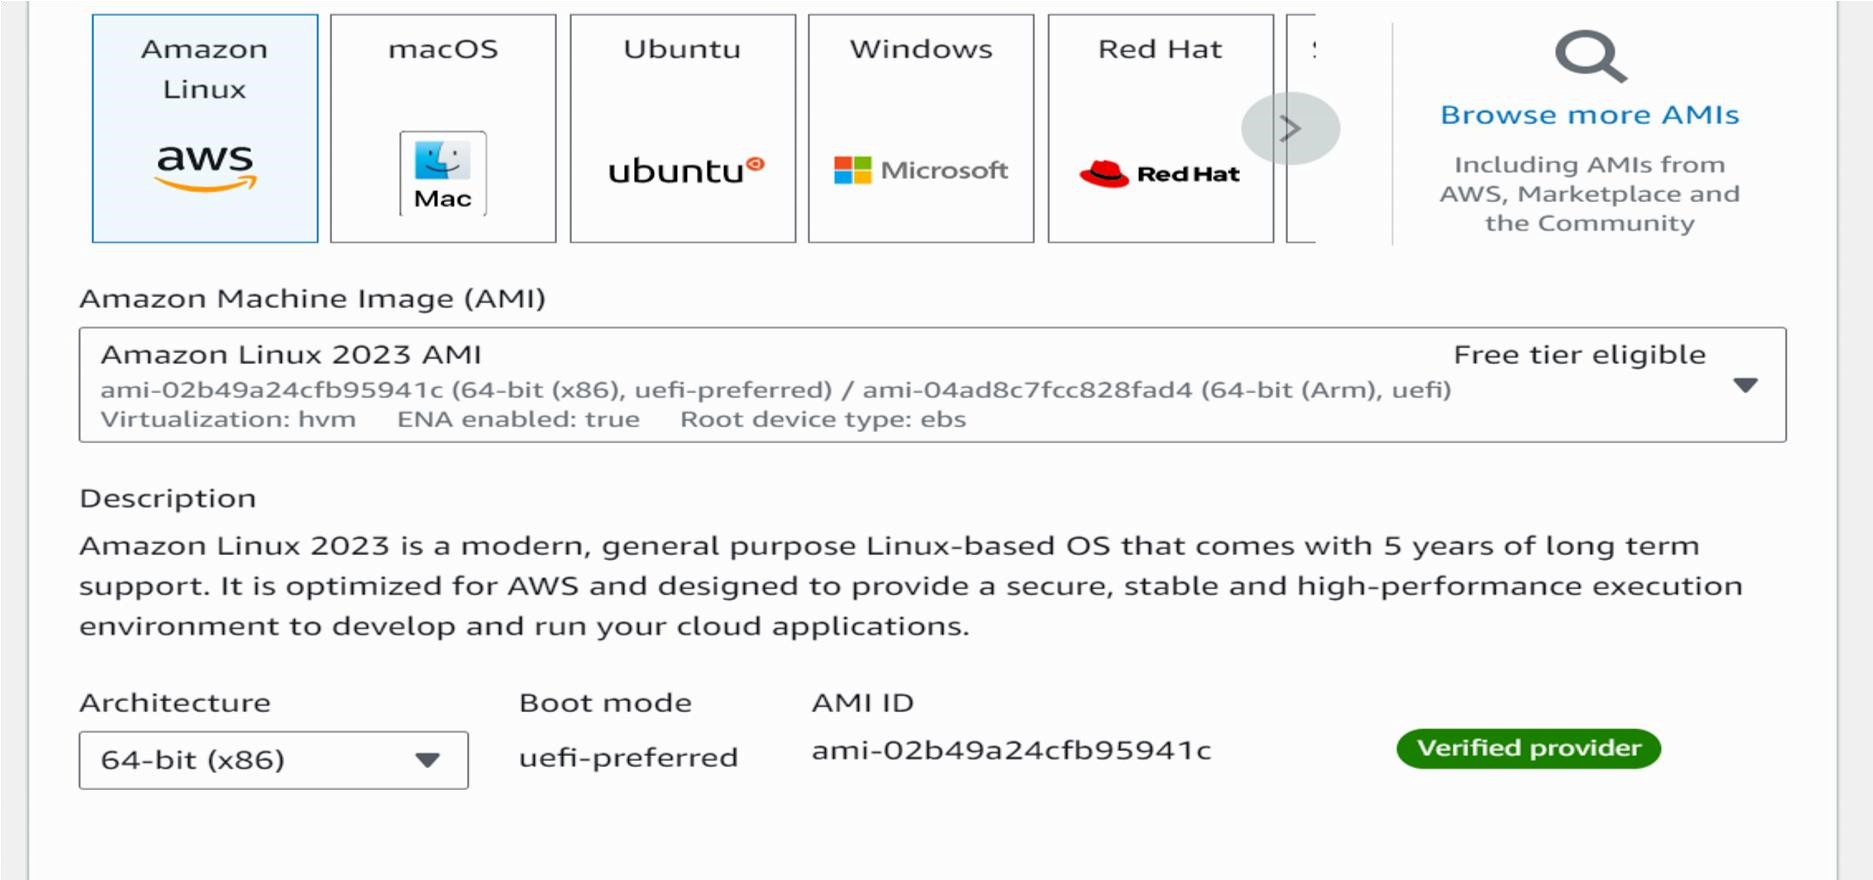 Amazon
Linux
aws
macOS
Mac
Ubuntu
ubuntu
Windows
Microsoft
Red Hat
Red Hat
Browse more AMIs
Including AMIs from
AWS, Marketplace and
the Community
Amazon Machine Image (AMI)
Amazon Linux 2023 AMI
Free tier eligible
ami-02b49a24cfb95941c (64-bit (x86), uefi-preferred) / ami-04ad8c7fcc828fad4 (64-bit (Arm), uefi)
Virtualization: hvm ENA enabled: true Root device type: ebs
Description
Amazon Linux 2023 is a modern, general purpose Linux-based OS that comes with 5 years of long term
support. It is optimized for AWS and designed to provide a secure, stable and high-performance execution
environment to develop and run your cloud applications.
Architecture
64-bit (x86)
Boot mode
uefi-preferred
AMI ID
ami-02b49a24cfb95941c
Verified provider